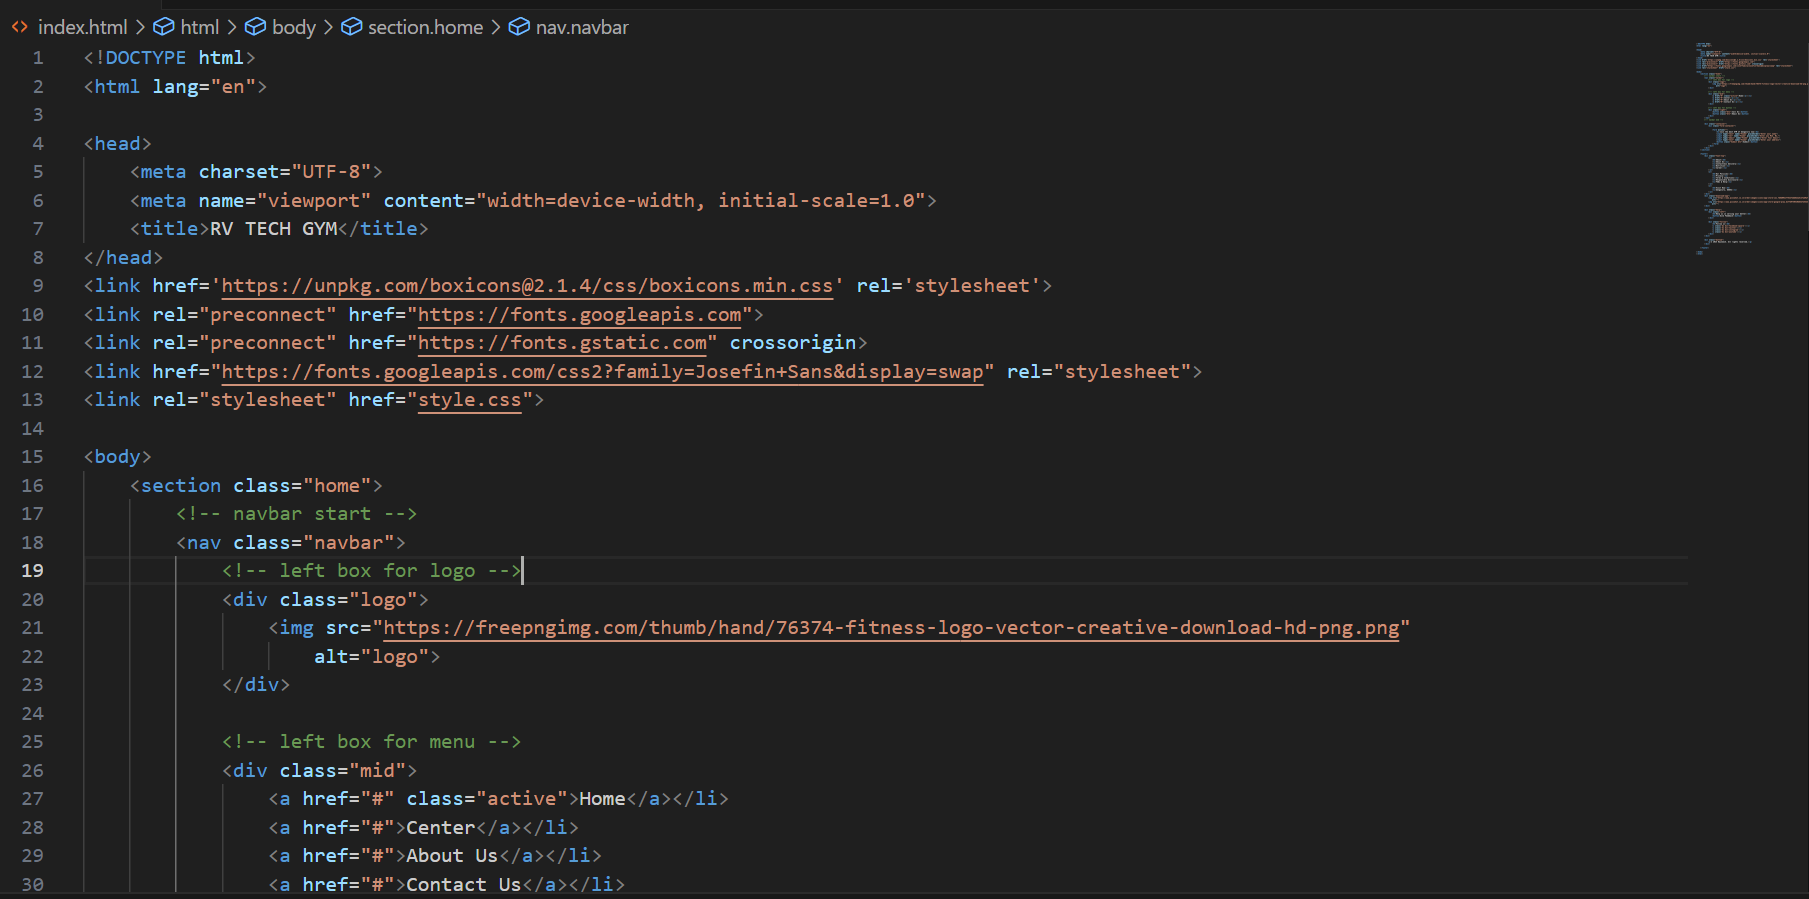 index.html > html > body > section.home > nav.navbar
1 <!DOCTYPE html>
2 <html lang="en">
3
4 <head>
5 <meta charset="UTF-8">
6 <meta name="viewport" content="width=device-width, initial-scale=1.0">
7 <title>RV TECH GYM</title>
8 </head>
9 <link href='https://unpkg.com/boxicons@2.1.4/css/boxicons.min.css' rel='stylesheet'>
10 <link rel="preconnect" href="https://fonts.googleapis.com">
11 <link rel="preconnect" href="https://fonts.gstatic.com" crossorigin>
12 <link href="https://fonts.googleapis.com/css2?family=Josefin+Sans&display=swap" rel="stylesheet">
13 <link rel="stylesheet" href="style.css">
14
15 <body>
16 <section class="home">
17 <!-- navbar start -->
18 <nav class="navbar">
19 <!-- left box for logo -->
20 <div class="logo">
21 <img src="https://freepngimg.com/thumb/hand/76374-fitness-logo-vector-creative-download-hd-png.png"
22 alt="logo">
23 </div>
24
25 <!-- left box for menu -->
26 <div class="mid">
27 <a href="#" class="active">Home</a></li>
28 <a href="#">Center</a></li>
29 <a href="#">About Us</a></li>
30 <a href="#">Contact Us</a></li>